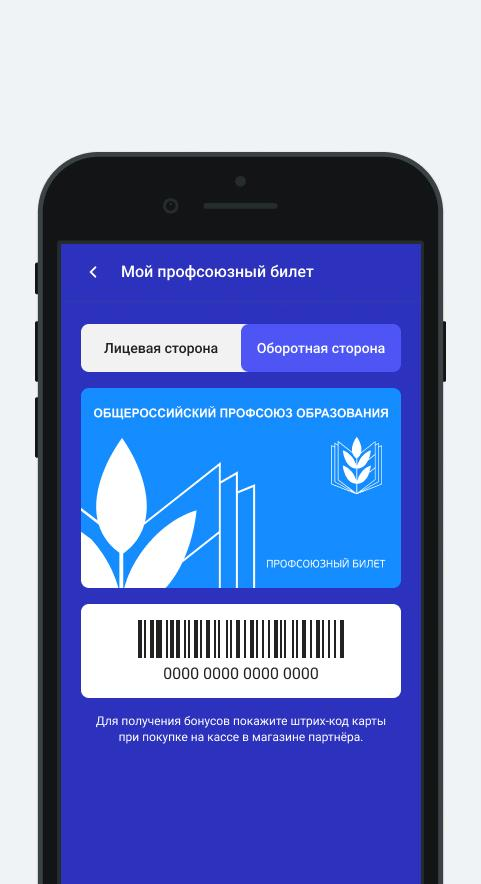 Мой профсоюзный билет
Лицевая сторона
Оборотная сторона
ОБЩЕРОССИЙСКИЙ ПРОФСОЮЗ ОБРАЗОВАНИЯ
ПРОФСОЮЗНЫЙ БИЛЕТ
0000 0000 0000 0000
Для получения бонусов покажите штрих-код карты
при покупке на кассе в магазине партнёра.